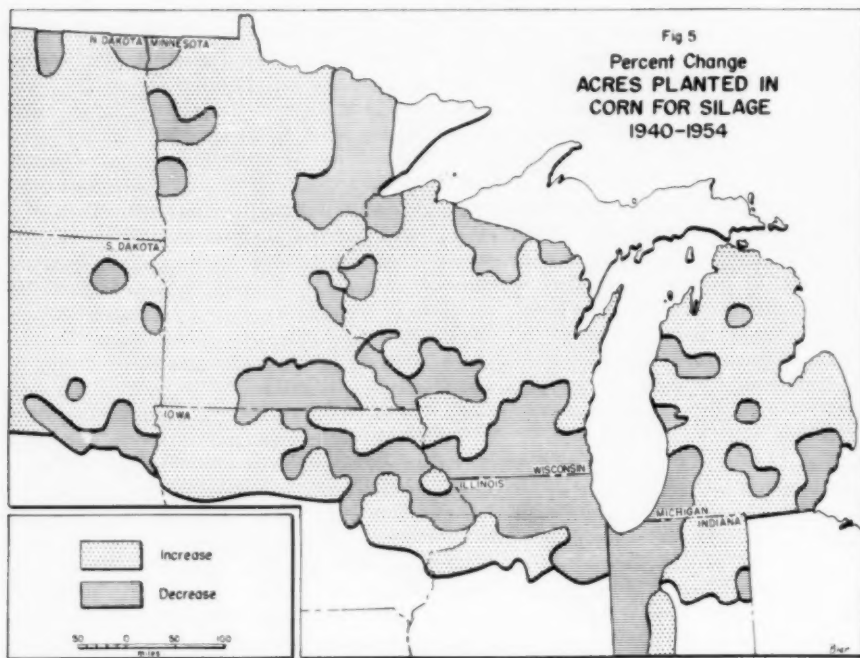 Fig 5
Percent Change
ACRES PLANTED IN
CORN FOR SILAGE
1940-1954
N. DAKOTA
MINNESOTA
S. DAKOTA
IOWA
WISCONSIN
ILLINOIS
MICHIGAN
INDIANA
Increase
Decrease
50 0 50 100
miles